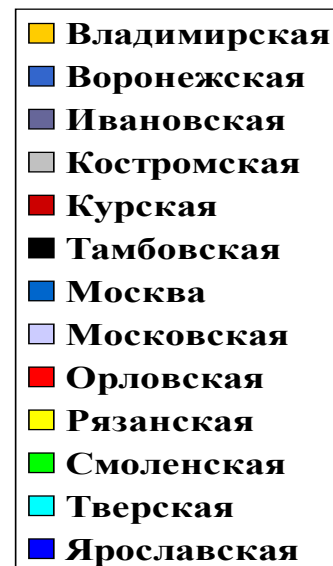 Владимирская
Воронежская
Ивановская
Костромская
Курская
Тамбовская
Москва
Московская
Орловская
Рязанская
Смоленская
Тверская
Ярославская